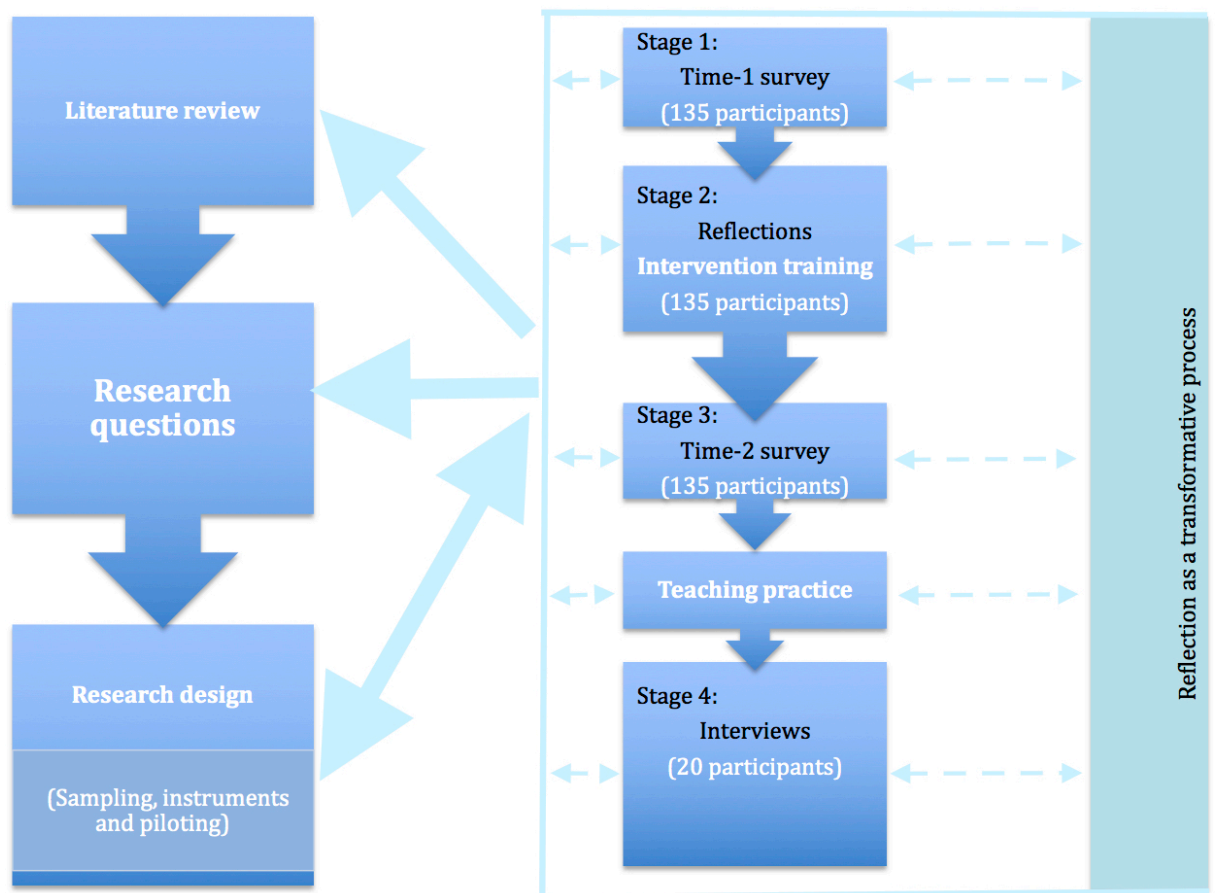 Literature review
Research
questions
Research design
(Sampling, instruments
and piloting)
Stage 1:
Time-1 survey
(135 participants)
Stage 2:
Reflections
Intervention training
(135 participants)
Stage 3:
Time-2 survey
(135 participants)
Teaching practice
Stage 4:
Interviews
(20 participants)
Reflection as a transformative process